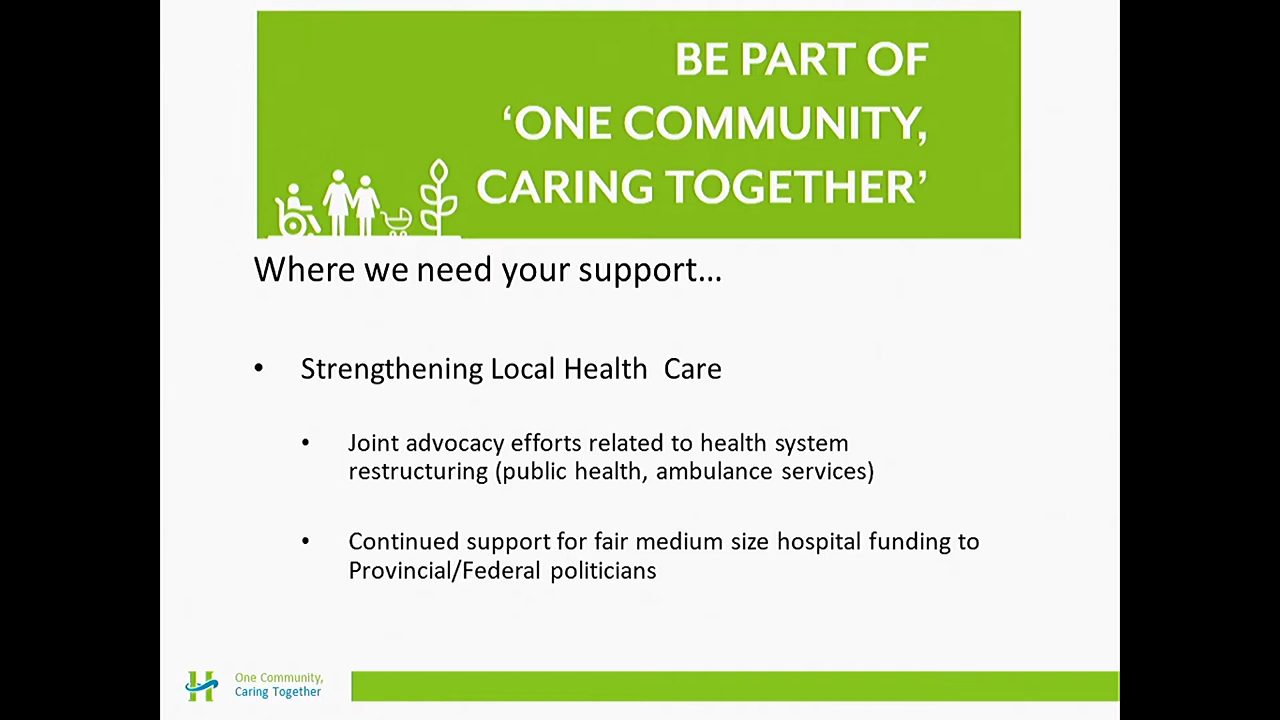 BE PART OF
‘ONE COMMUNITY,
CARING TOGETHER’
Where we need your support...
• Strengthening Local Health Care
• Joint advocacy efforts related to health system
restructuring (public health, ambulance services)
• Continued support for fair medium size hospital funding to
Provincial/Federal politicians
H One Community,
Caring Together